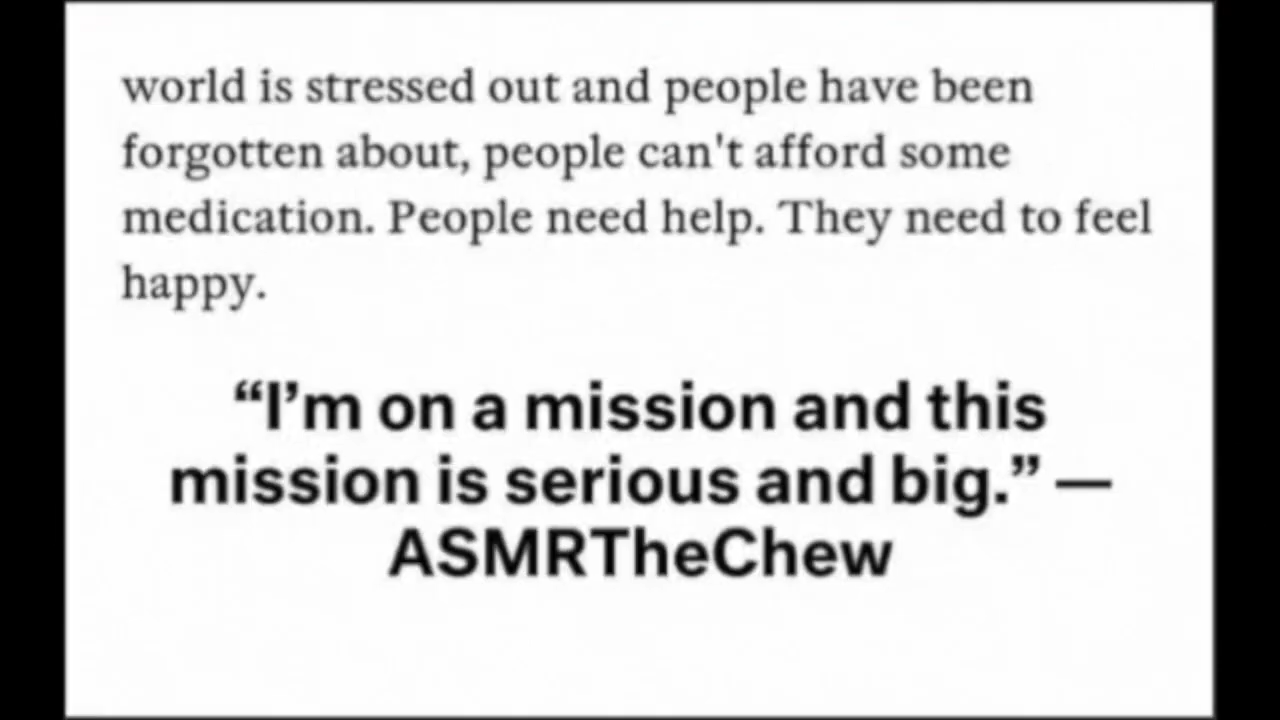 world is stressed out and people have been
forgotten about, people can't afford some
medication. People need help. They need to feel
happy.
“I’m on a mission and this
mission is serious and big.” —
ASMRTheChew